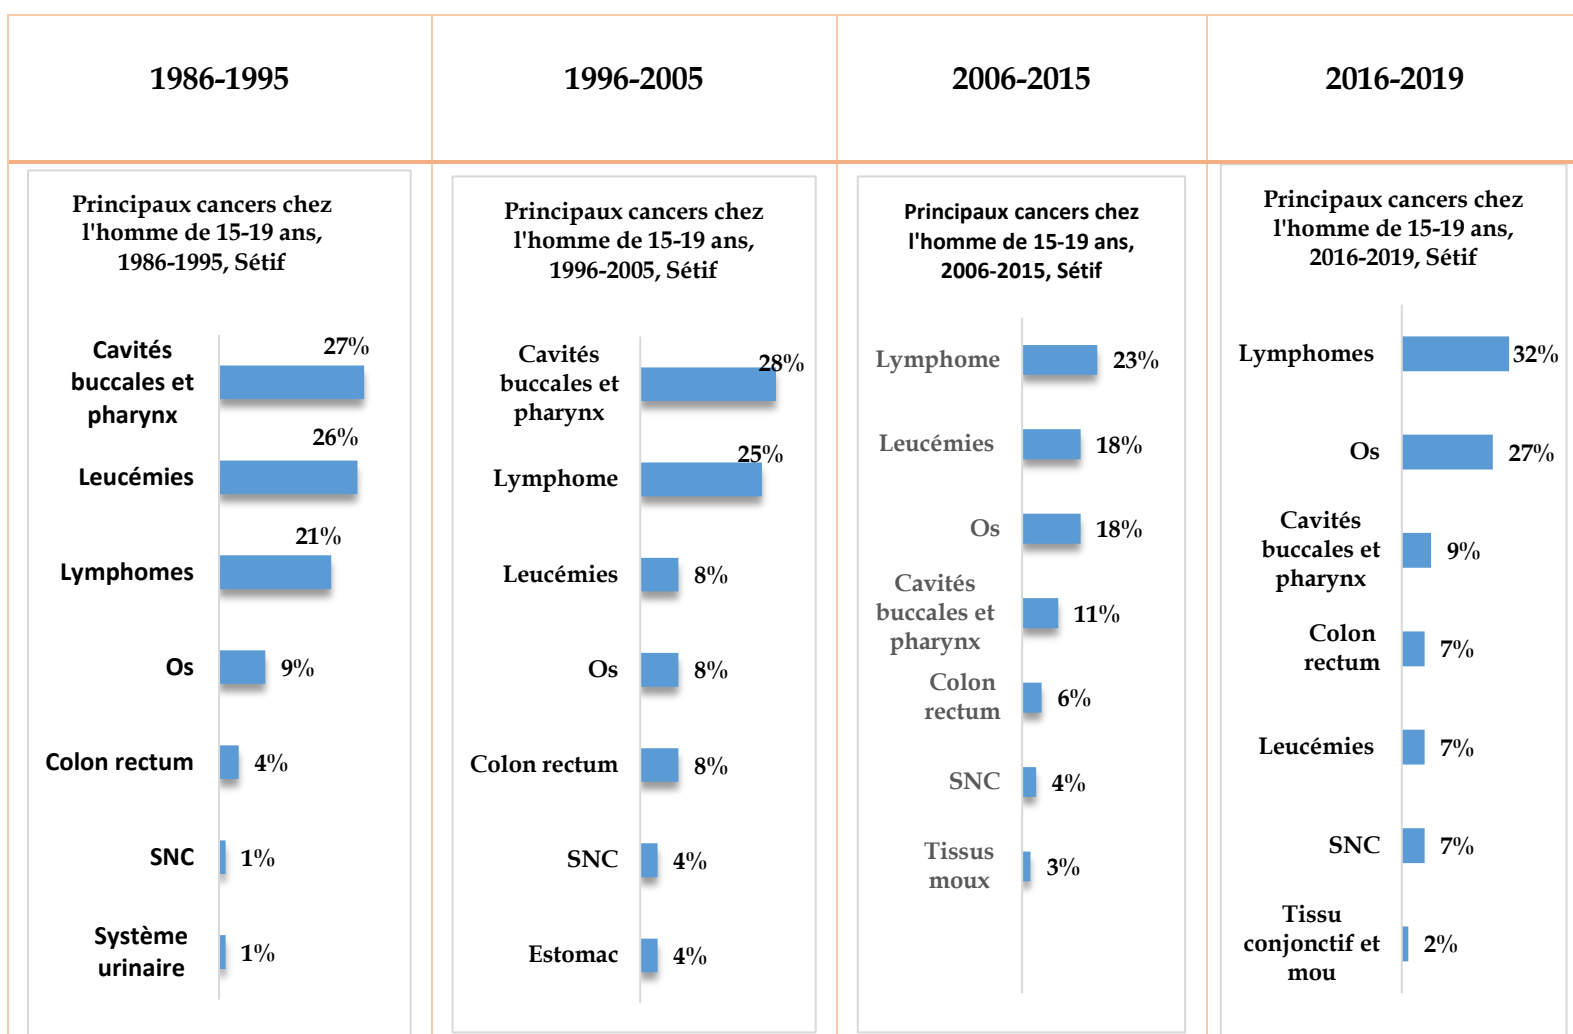 1986-1995
1996-2005
2006-2015
2016-2019
Principaux cancers chez
l'homme de 15-19 ans,
1986-1995, Sétif
Cavités
buccales et
pharynx
27%
Leucémies
26%
Lymphomes
21%
Os
9%
Colon rectum
4%
SNC
1%
Système
urinaire
1%
Principaux cancers chez
l'homme de 15-19 ans,
1996-2005, Sétif
Cavités
buccales et
pharynx
28%
Lymphome
25%
Leucémies
8%
Os
8%
Colon rectum
8%
SNC
4%
Estomac
4%
Principaux cancers chez
l'homme de 15-19 ans,
2006-2015, Sétif
Lymphome
23%
Leucémies
18%
Os
18%
Cavités
buccales et
pharynx
11%
Colon
rectum
6%
SNC
4%
Tissus
moux
3%
Principaux cancers chez
l'homme de 15-19 ans,
2016-2019, Sétif
Lymphomes
32%
Os
27%
Cavités
buccales et
pharynx
9%
Colon
rectum
7%
Leucémies
7%
SNC
7%
Tissu
conjonctif et
mou
2%